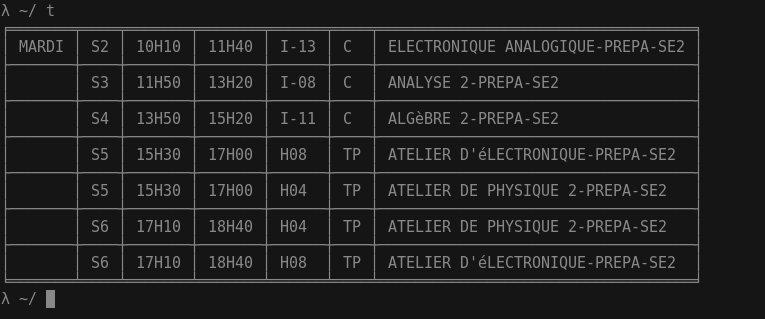 λ ~/ t
MARDI S2 10H10 11H40 I-13 C ELECTRONIQUE ANALOGIQUE-PREPA-SE2
S3 11H50 13H20 I-08 C ANALYSE 2-PREPA-SE2
S4 13H50 15H20 I-11 C ALGèBRE 2-PREPA-SE2
S5 15H30 17H00 H08 TP ATELIER D'éLECTRONIQUE-PREPA-SE2
S5 15H30 17H00 H04 TP ATELIER DE PHYSIQUE 2-PREPA-SE2
S6 17H10 18H40 H04 TP ATELIER DE PHYSIQUE 2-PREPA-SE2
S6 17H10 18H40 H08 TP ATELIER D'éLECTRONIQUE-PREPA-SE2
λ ~/